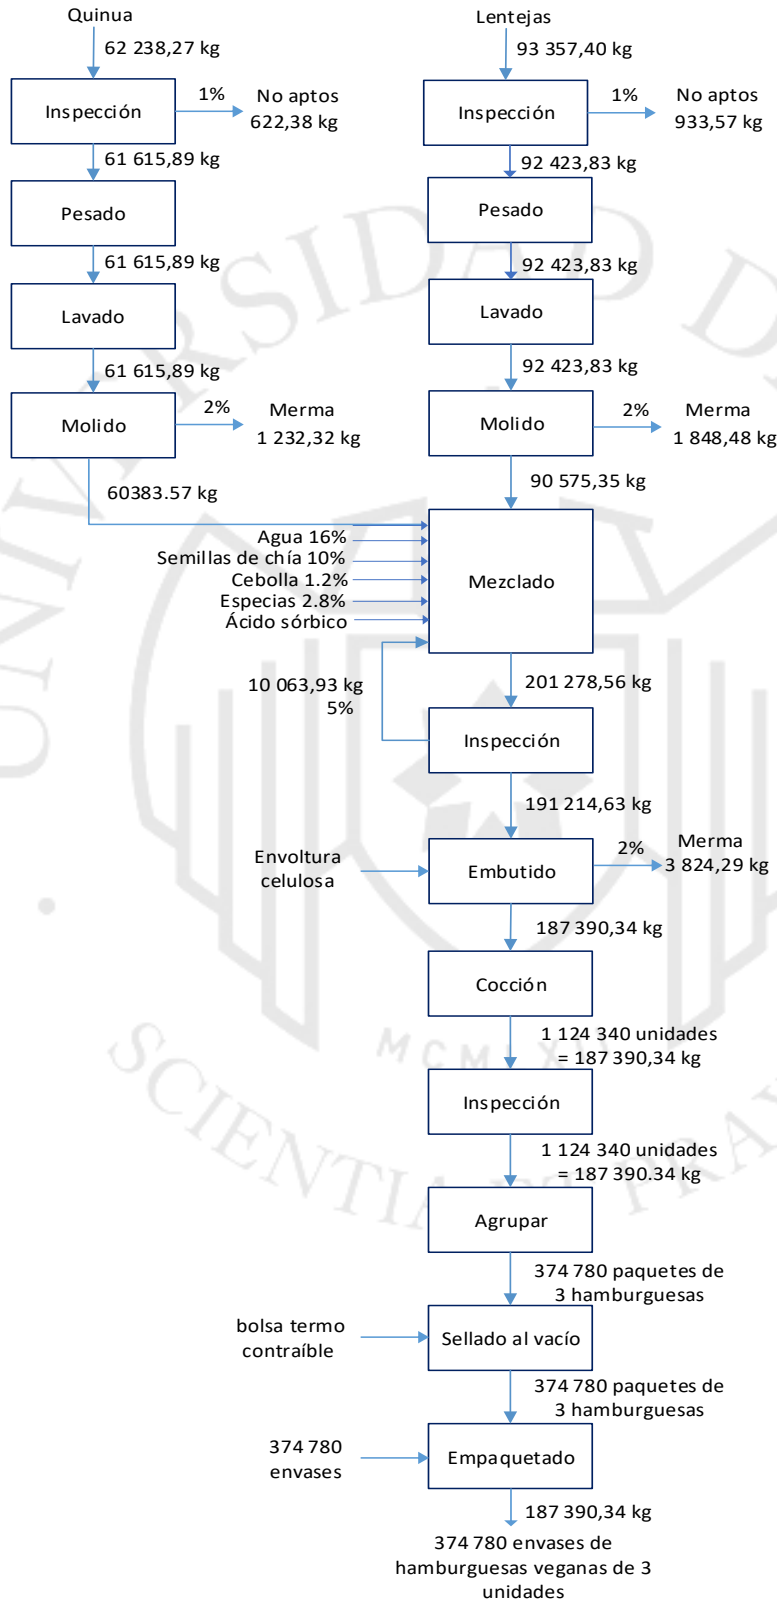 Quinua
62 238,27 kg
Inspección
1%
No aptos
622,38 kg
61 615,89 kg
Pesado
61 615,89 kg
Lavado
61 615,89 kg
Molido
2%
Merma
1 232,32 kg
60383.57 kg
Lentejas
93 357,40 kg
Inspección
1%
No aptos
933,57 kg
92 423,83 kg
Pesado
92 423,83 kg
Lavado
92 423,83 kg
Molido
2%
Merma
1 848,48 kg
90 575,35 kg
Agua 16%
Semillas de chía 10%
Cebolla 1.2%
Especias 2.8%
Ácido sórbico
Mezclado
10 063,93 kg
5%
201 278,56 kg
Inspección
191 214,63 kg
Envoltura
celulosa
Embutido
2%
Merma
3 824,29 kg
187 390,34 kg
Cocción
1 124 340 unidades
= 187 390,34 kg
Inspección
1 124 340 unidades
= 187 390.34 kg
Agrupar
374 780 paquetes de
3 hamburguesas
bolsa termo
contraíble
Sellado al vacío
374 780 paquetes de
3 hamburguesas
374 780
envases
Empaquetado
187 390,34 kg
374 780 envases de
hamburguesas veganas de 3
unidades
UNIVERSIDAD D
SCIENTIA ET PRAX